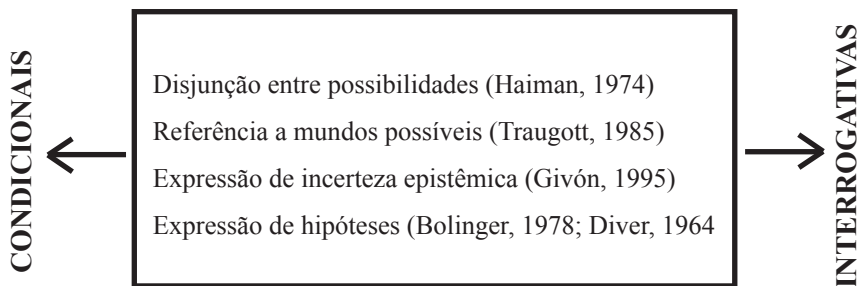 CONDICIONAIS
Disjunção entre possibilidades (Haiman, 1974)
Referência a mundos possíveis (Traugott, 1985)
Expressão de incerteza epistêmica (Givón, 1995)
Expressão de hipóteses (Bolinger, 1978; Diver, 1964
INTERROGATIVAS